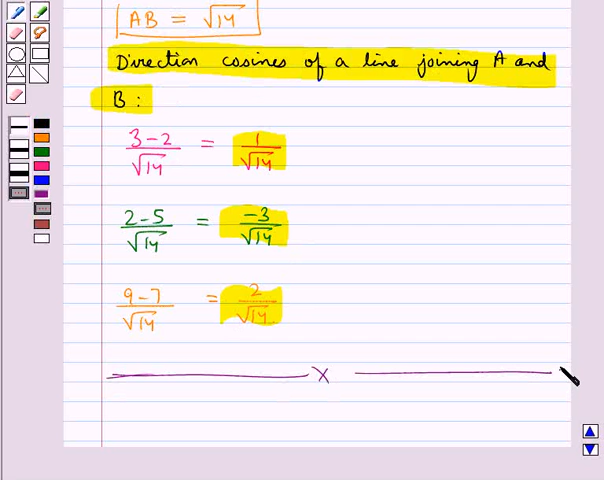 AB = √14
Direction cosines of a line joining A and
B :
3-2/√14 = 1/√14
2-5/√14 = -3/√14
9-7/√14 = 2/√14
x